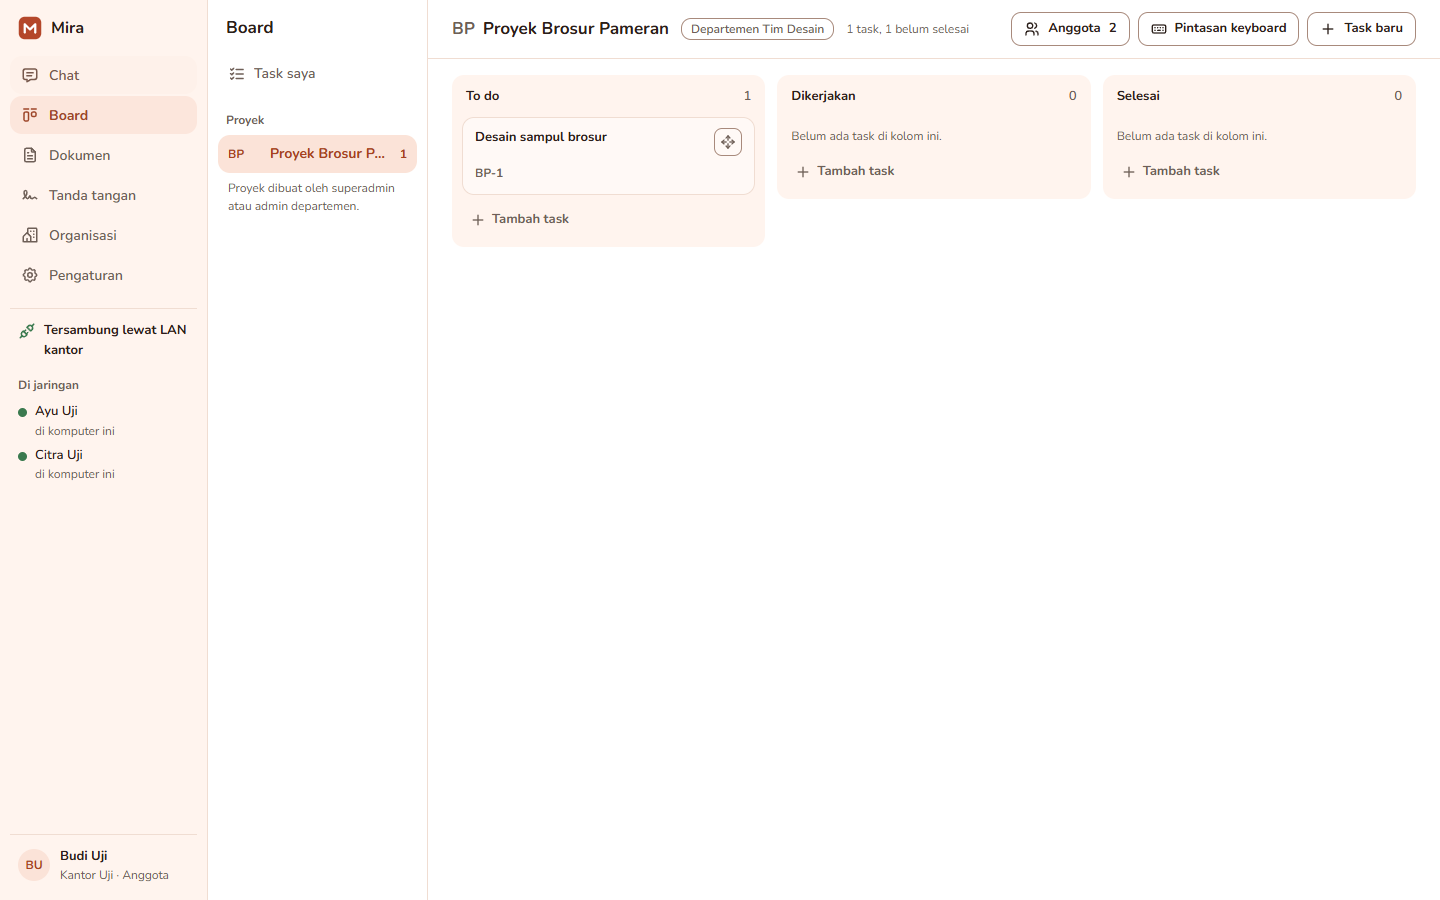 Mira
Chat
Board
Dokumen
Tanda tangan
Organisasi
Pengaturan
Tersambung lewat LAN
kantor
Di jaringan
Ayu Uji
di komputer ini
Citra Uji
di komputer ini
BU
Budi Uji
Kantor Uji · Anggota
Board
Task saya
Proyek
BP Proyek Brosur P... 1
Proyek dibuat oleh superadmin
atau admin departemen.
BP Proyek Brosur Pameran Departemen Tim Desain 1 task, 1 belum selesai Anggota 2 Pintasan keyboard Task baru
To do 1
Desain sampul brosur
BP-1
Tambah task
Dikerjakan 0
Belum ada task di kolom ini.
Tambah task
Selesai 0
Belum ada task di kolom ini.
Tambah task